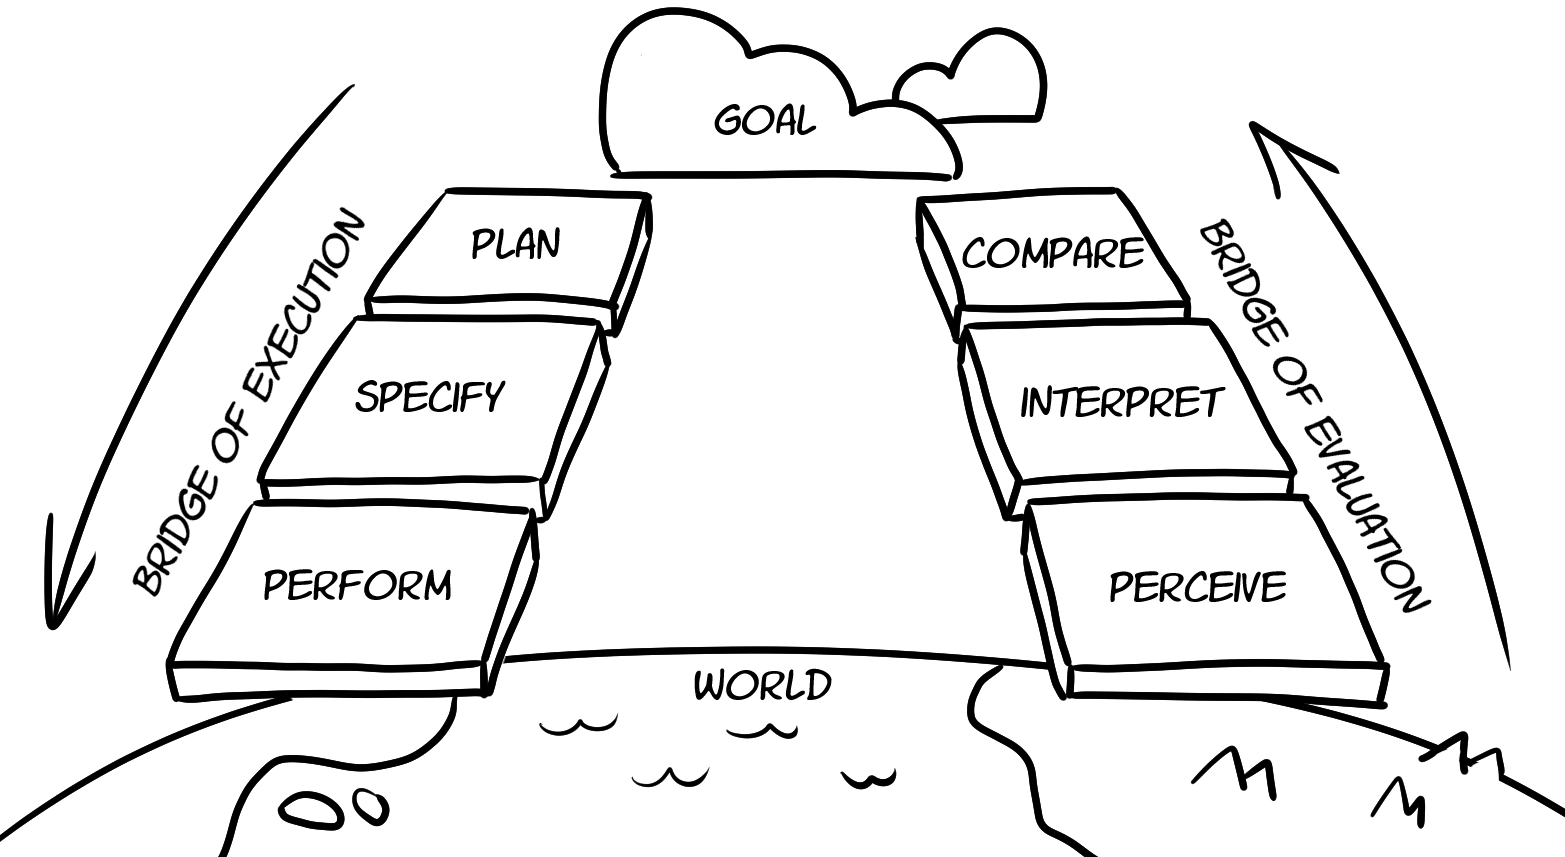 GOAL
PLAN
COMPARE
SPECIFY
INTERPRET
PERFORM
PERCEIVE
BRIDGE OF EXECUTION
BRIDGE OF EVALUATION
WORLD